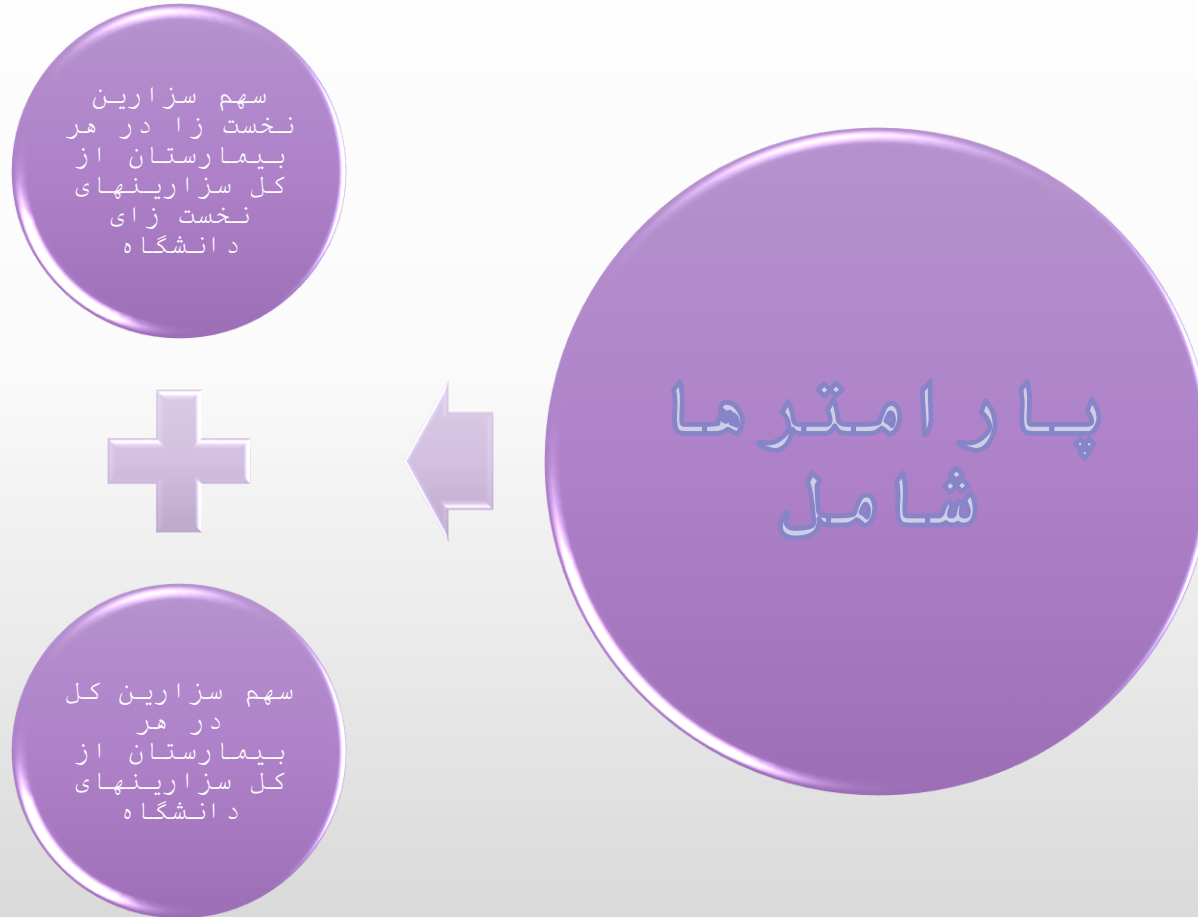 پارامترها
شامل
سهم سزارین
نخست زا در هر
بیمارستان از
کل سزارینهای
نخست زای
دانشگاه
سهم سزارین کل
در هر
بیمارستان از
کل سزارینهای
دانشگاه